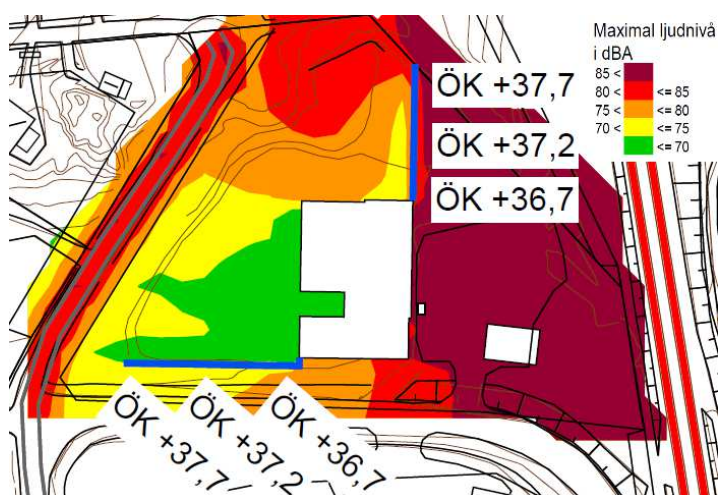 Maximal ljudnivå
i dBA
85 <
80 < <= 85
75 < <= 80
70 < <= 75
<= 70
ÖK +37,7
ÖK +37,2
ÖK +36,7
ÖK +37,7
ÖK +37,2
ÖK +36,7